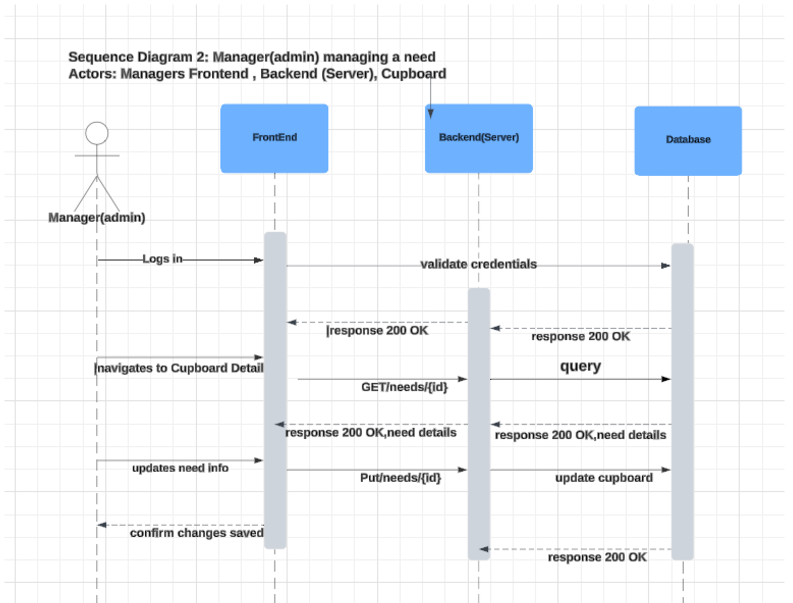 Sequence Diagram 2: Manager(admin) managing a need
Actors: Managers Frontend , Backend (Server), Cupboard
FrontEnd
Backend(Server)
Database
Manager(admin)
Logs in
validate credentials
|response 200 OK
response 200 OK
|navigates to Cupboard Detail
query
GET/needs/{id}
response 200 OK,need details
response 200 OK,need details
updates need info
Put/needs/{id}
update cupboard
confirm changes saved
response 200 OK